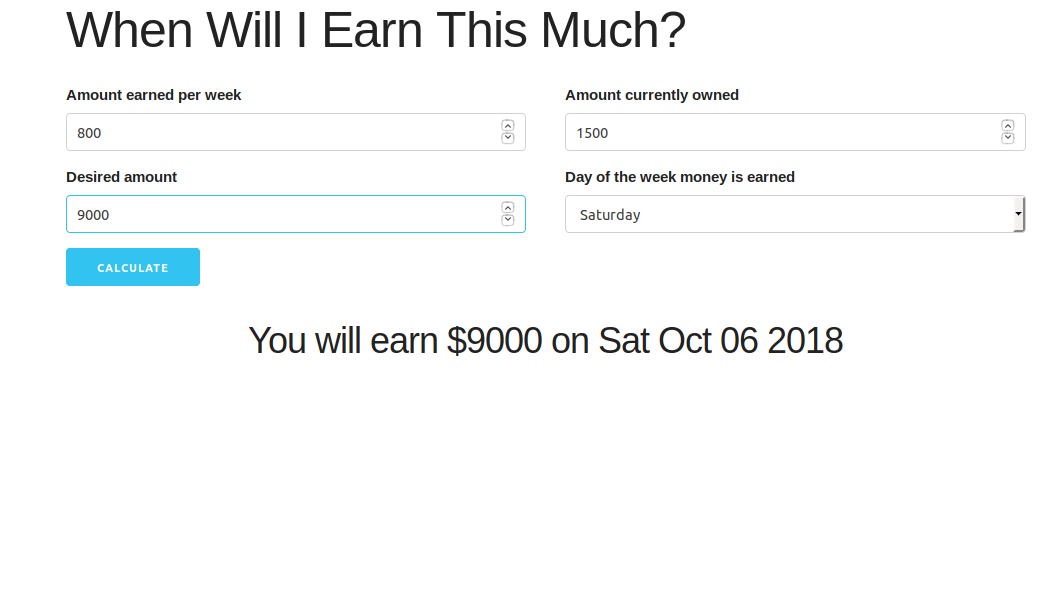 When Will I Earn This Much?
Amount earned per week
Amount currently owned
800
1500
Desired amount
Day of the week money is earned
9000
Saturday
CALCULATE
You will earn $9000 on Sat Oct 06 2018